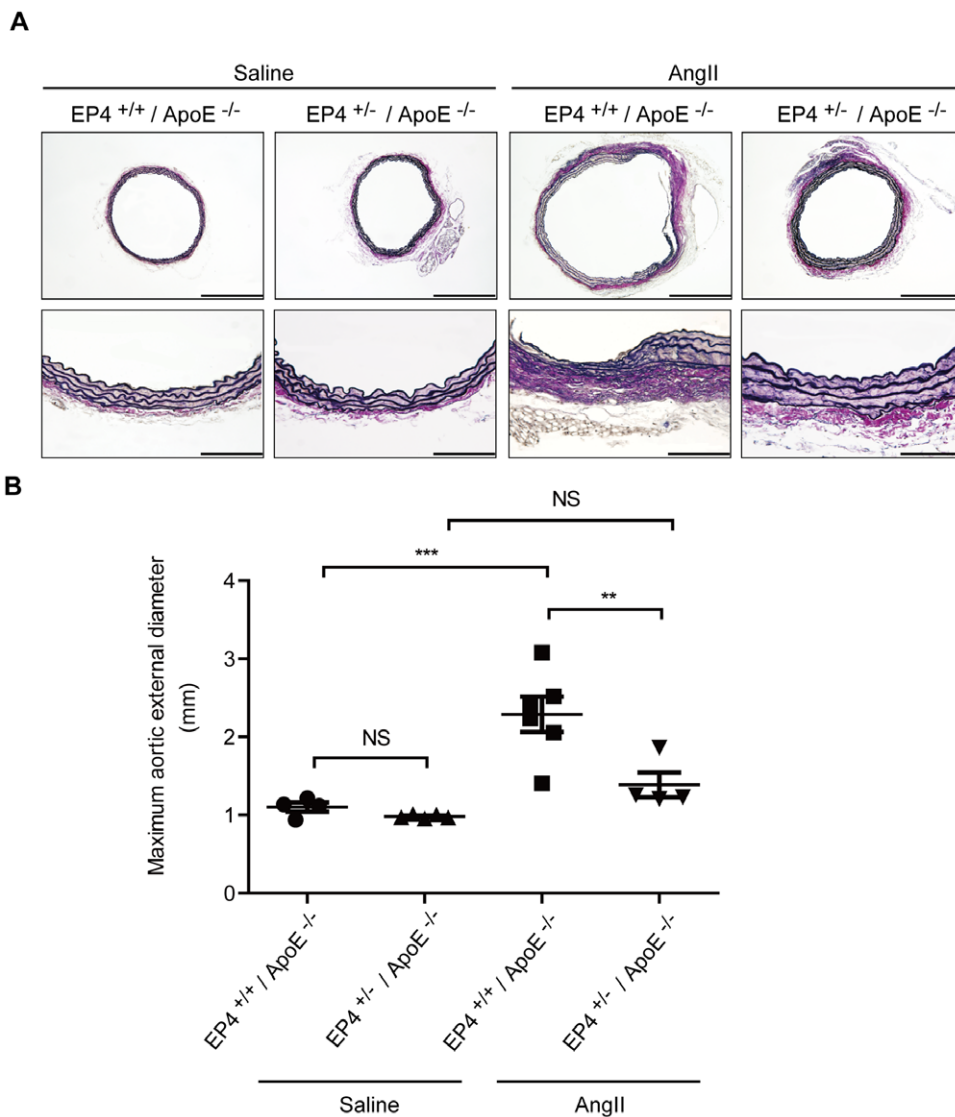 A
Saline AngII
EP4 +/+ / ApoE -/- EP4 +/- / ApoE -/- EP4 +/+ / ApoE -/- EP4 +/- / ApoE -/-
B
NS
***
**
NS
Maximum aortic external diameter
(mm)
4
3
2
1
0
EP4 +/+ / ApoE -/-
EP4 +/- / ApoE -/-
EP4 +/+ / ApoE -/-
EP4 +/- / ApoE -/-
Saline AngII